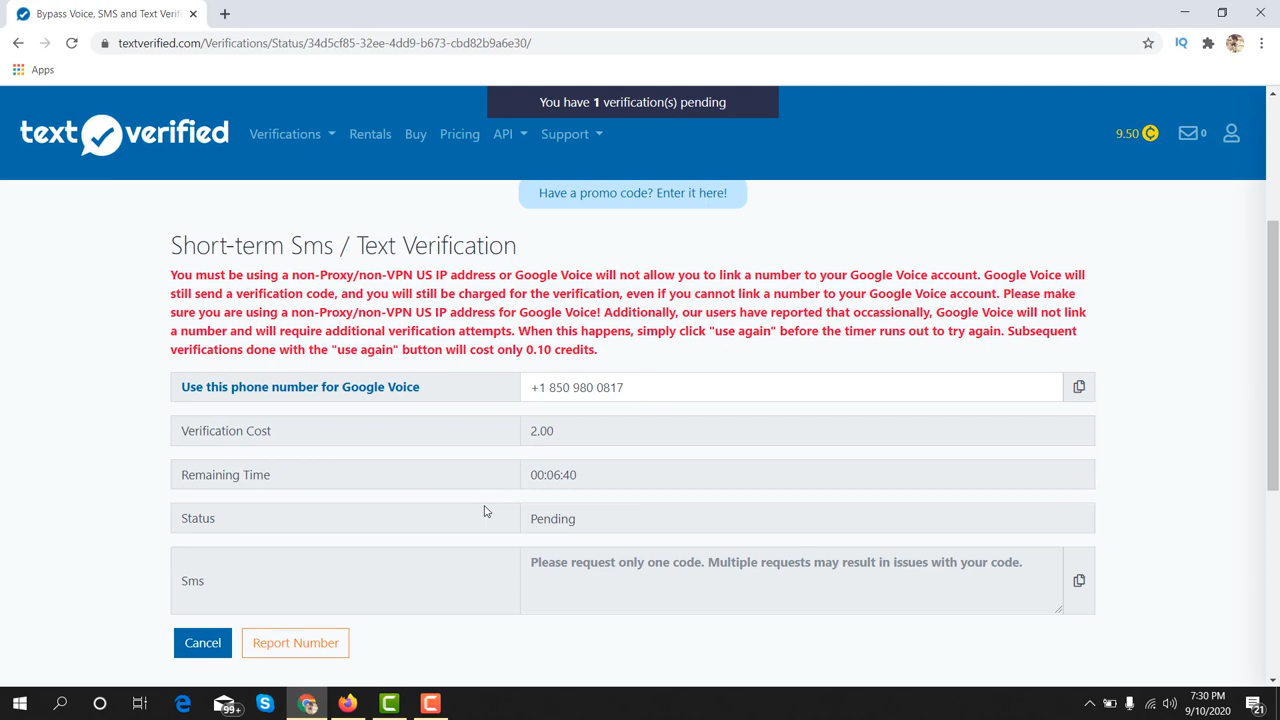 Bypass Voice, SMS and Text Verif
textverified.com/Verifications/Status/34d5cf85-32ee-4dd9-b673-cbd82b9a6e30/
IQ
Apps
You have 1 verification(s) pending
text verified
Verifications
Rentals
Buy
Pricing
API
Support
9.50
0
Have a promo code? Enter it here!
Short-term Sms / Text Verification
You must be using a non-Proxy/non-VPN US IP address or Google Voice will not allow you to link a number to your Google Voice account. Google Voice will
still send a verification code, and you will still be charged for the verification, even if you cannot link a number to your Google Voice account. Please make
sure you are using a non-Proxy/non-VPN US IP address for Google Voice! Additionally, our users have reported that occassionally, Google Voice will not link
a number and will require additional verification attempts. When this happens, simply click "use again" before the timer runs out to try again. Subsequent
verifications done with the "use again" button will cost only 0.10 credits.
Use this phone number for Google Voice
+1 850 980 0817
Verification Cost
2.00
Remaining Time
00:06:40
Status
Pending
Sms
Please request only one code. Multiple requests may result in issues with your code.
Cancel
Report Number
99+
7:30 PM
9/10/2020
21